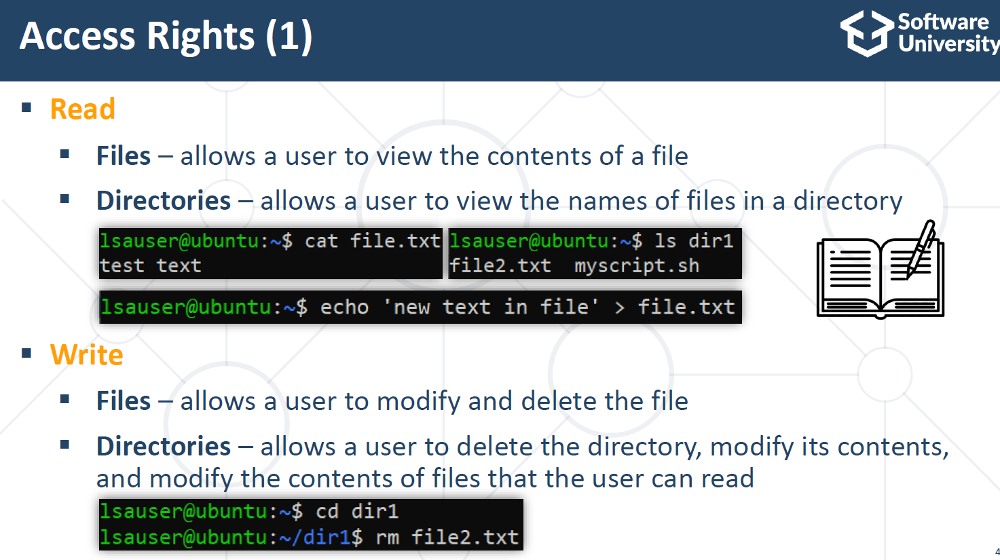 Access Rights (1)
Software
University
▪ Read
▪ Files – allows a user to view the contents of a file
▪ Directories – allows a user to view the names of files in a directory
lsauser@ubuntu:~$ cat file.txt
test text
lsauser@ubuntu:~$ ls dir1
file2.txt  myscript.sh
lsauser@ubuntu:~$ echo 'new text in file' > file.txt
▪ Write
▪ Files – allows a user to modify and delete the file
▪ Directories – allows a user to delete the directory, modify its contents,
and modify the contents of files that the user can read
lsauser@ubuntu:~$ cd dir1
lsauser@ubuntu:~/dir1$ rm file2.txt
4